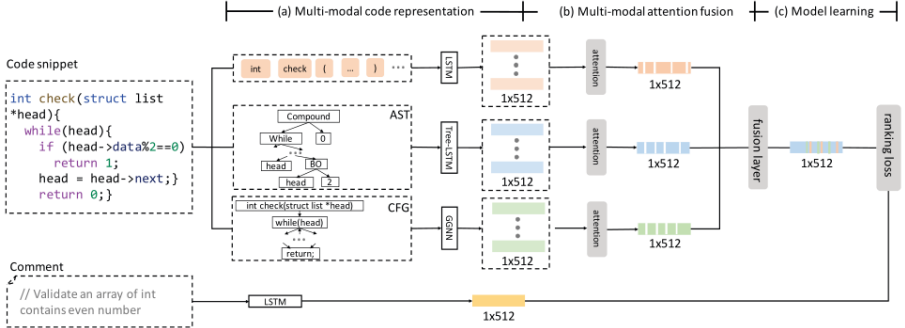 (a) Multi-modal code representation
(b) Multi-modal attention fusion
(c) Model learning
Code snippet
int check(struct list
*head){
while(head){
if (head->data%2==0)
return 1;
head = head->next;}
return 0;}
int check ( ... ) ...
LSTM
1x512
attention
1x512
AST
Compound
While 0
...
head BO
head 2
Tree-LSTM
1x512
attention
1x512
CFG
int check(struct list *head)
while(head)
...
return;
GGNN
1x512
attention
1x512
fusion layer
1x512
ranking loss
Comment
// Validate an array of int
contains even number
LSTM
1x512